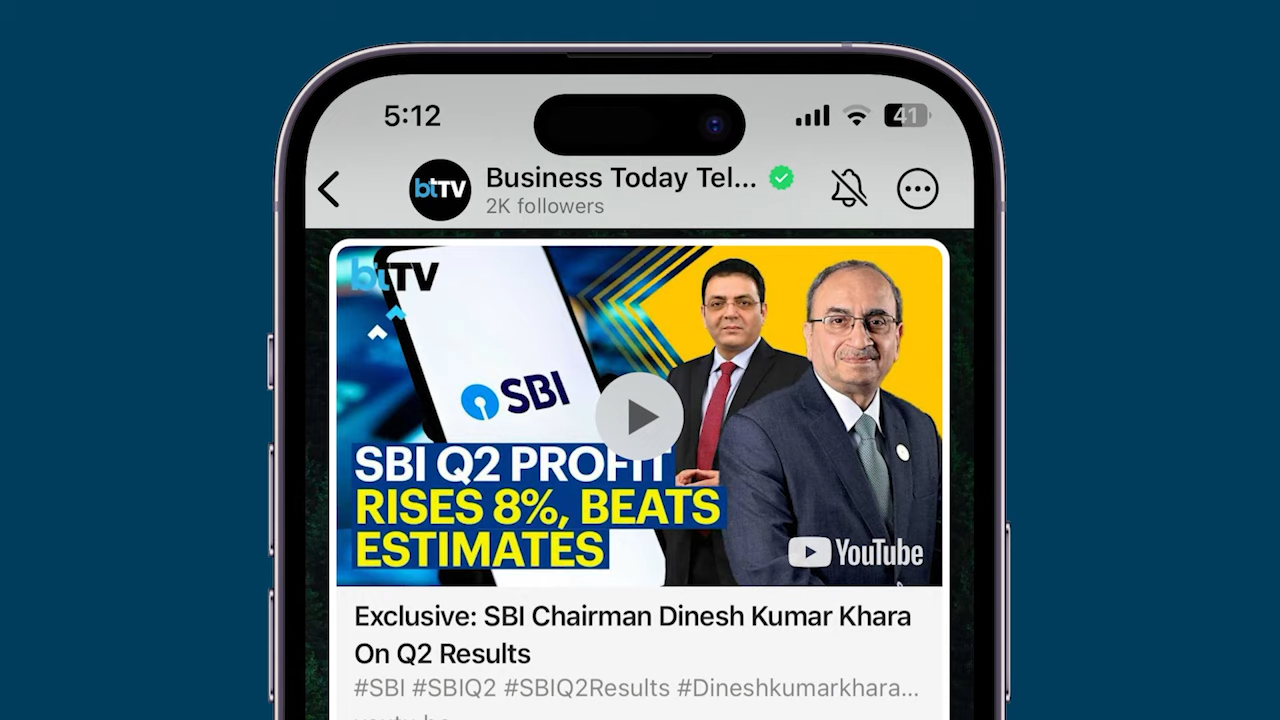 5:12
41
btTV
Business Today Tel...
2K followers
btTV
SBI
SBI Q2 PROFIT
RISES 8%, BEATS
ESTIMATES
YouTube
Exclusive: SBI Chairman Dinesh Kumar Khara
On Q2 Results
#SBI #SBIQ2 #SBIQ2Results #Dineshkumarkhara...